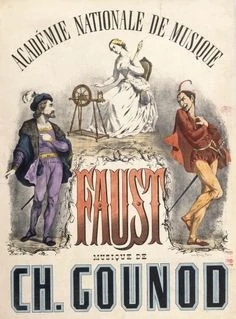 ACADÉMIE NATIONALE DE MUSIQUE
FAUST
MUSIQUE DE
CH. GOUNOD